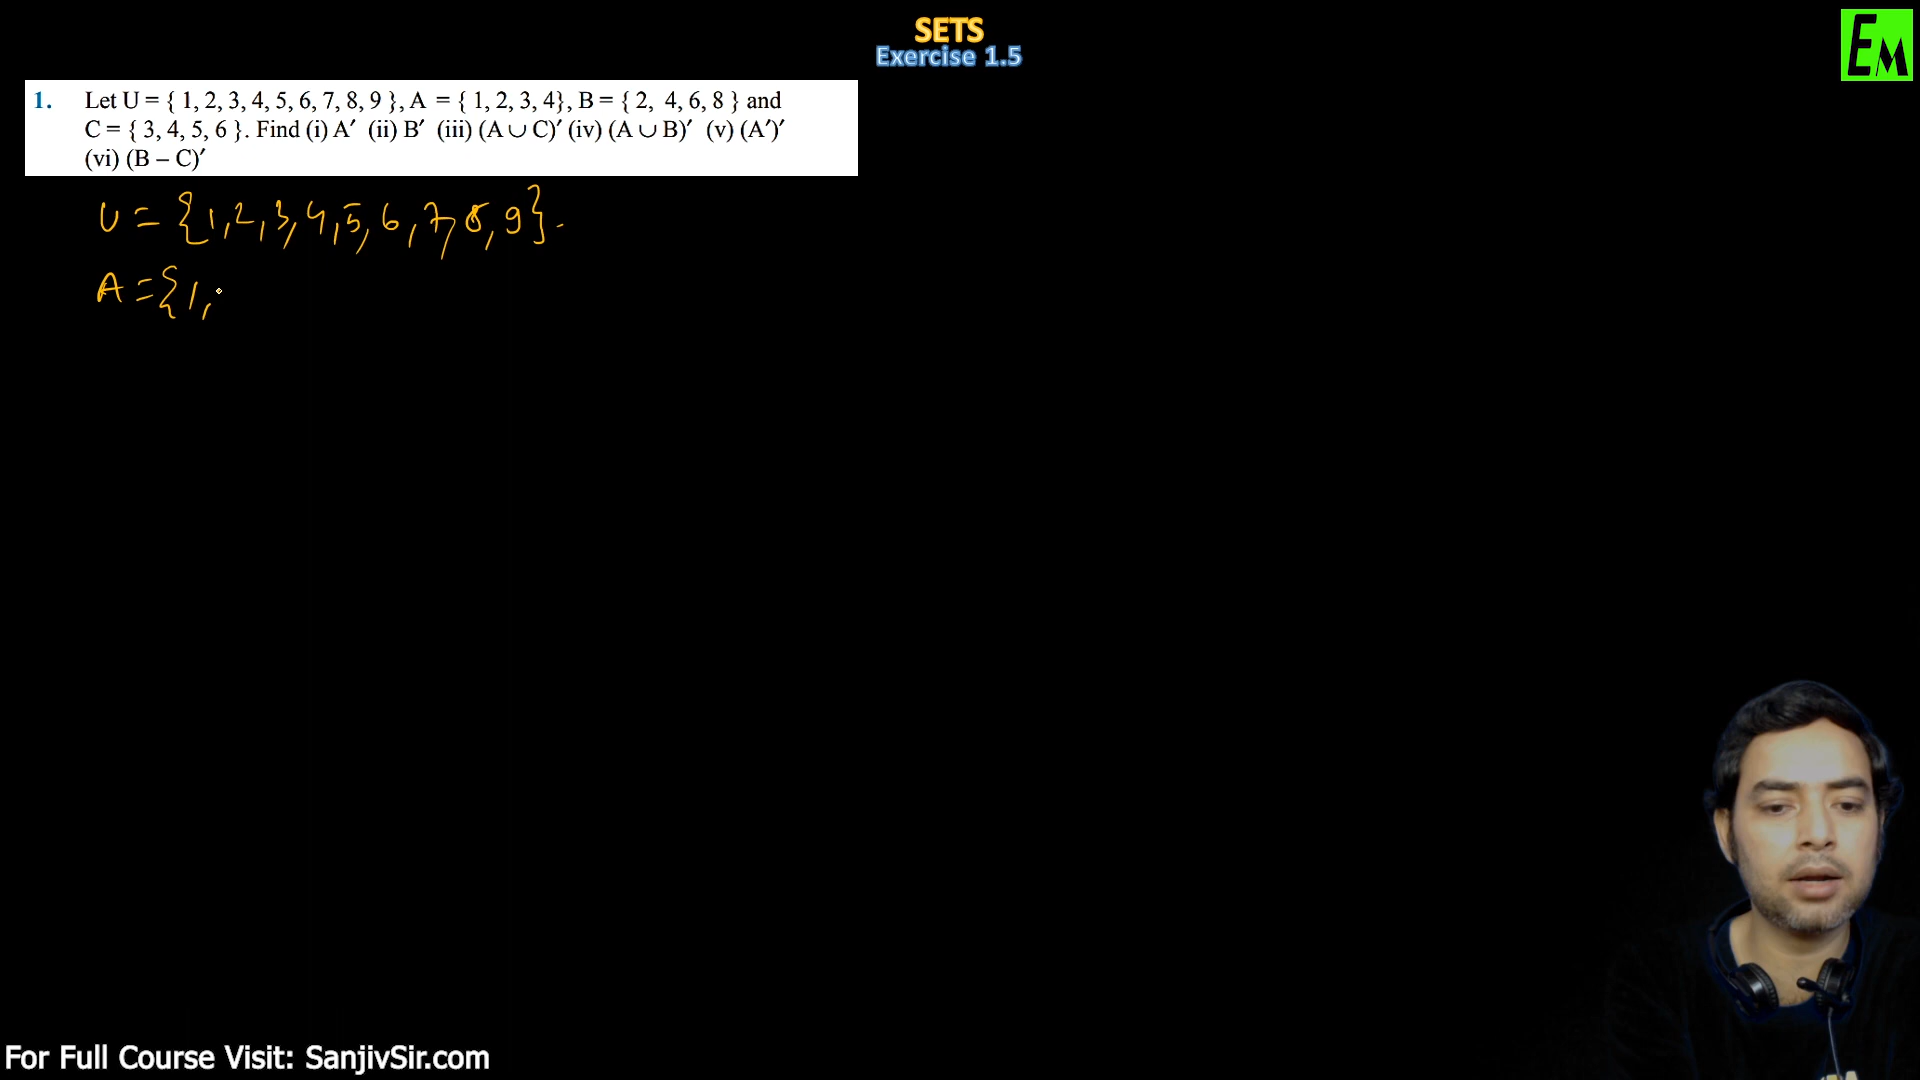 SETS
Exercise 1.5
EM
1. Let U = { 1, 2, 3, 4, 5, 6, 7, 8, 9 }, A = { 1, 2, 3, 4}, B = { 2, 4, 6, 8 } and
C = { 3, 4, 5, 6 }. Find (i) A′ (ii) B′ (iii) (A ∪ C)′ (iv) (A ∪ B)′ (v) (A′)′
(vi) (B – C)′
U = {1,2,3,4,5,6,7,8,9}.
A = {1,
For Full Course Visit: SanjivSir.com